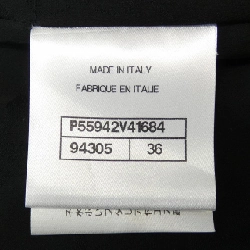 MADE IN ITALY
FABRIQUE EN ITALIE
P55942V41684
94305 36